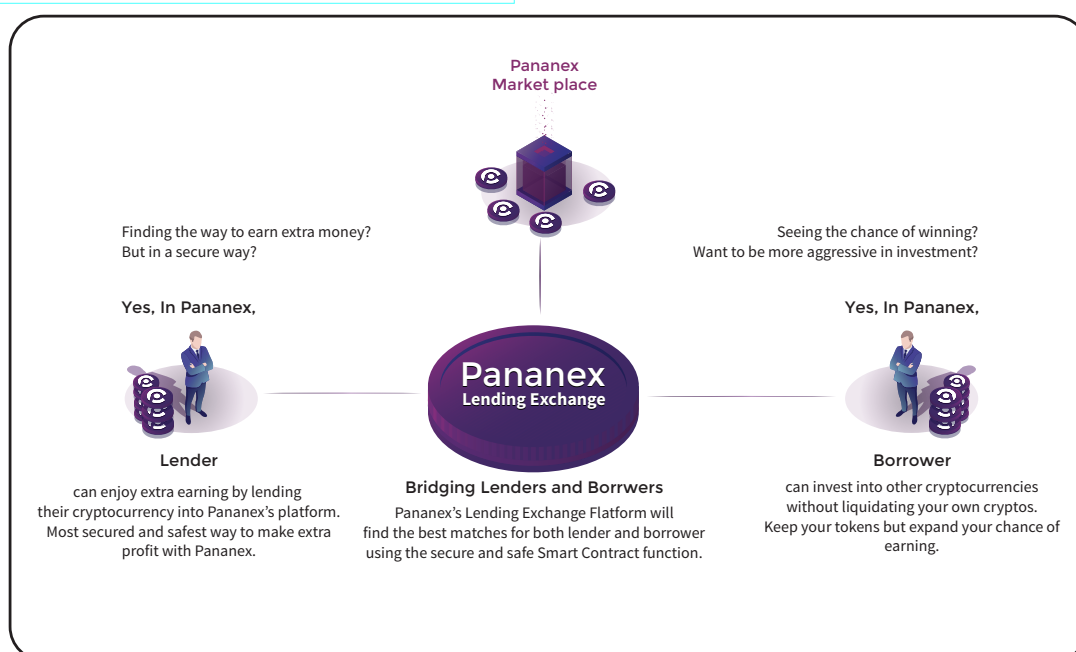 Pananex
Market place
Finding the way to earn extra money?
But in a secure way?
Seeing the chance of winning?
Want to be more aggressive in investment?
Yes, In Pananex,
Yes, In Pananex,
Pananex
Lending Exchange
Lender
can enjoy extra earning by lending
their cryptocurrency into Pananex’s platform.
Most secured and safest way to make extra
profit with Pananex.
Bridging Lenders and Borrwers
Pananex’s Lending Exchange Flatform will
find the best matches for both lender and borrower
using the secure and safe Smart Contract function.
Borrower
can invest into other cryptocurrencies
without liquidating your own cryptos.
Keep your tokens but expand your chance of
earning.